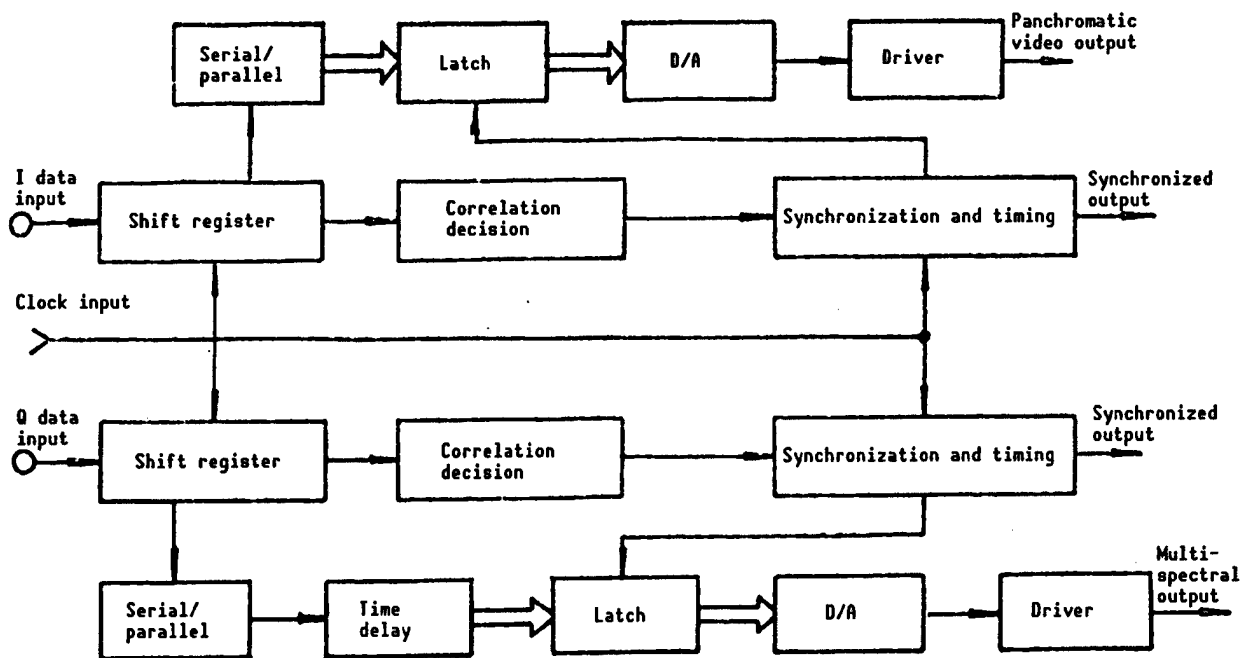 Panchromatic
video output
Serial/
parallel
Latch
D/A
Driver
I data
input
Shift register
Correlation
decision
Synchronization and timing
Synchronized
output
Clock input
Q data
input
Shift register
Correlation
decision
Synchronization and timing
Synchronized
output
Serial/
parallel
Time
delay
Latch
D/A
Driver
Multi-
spectral
output